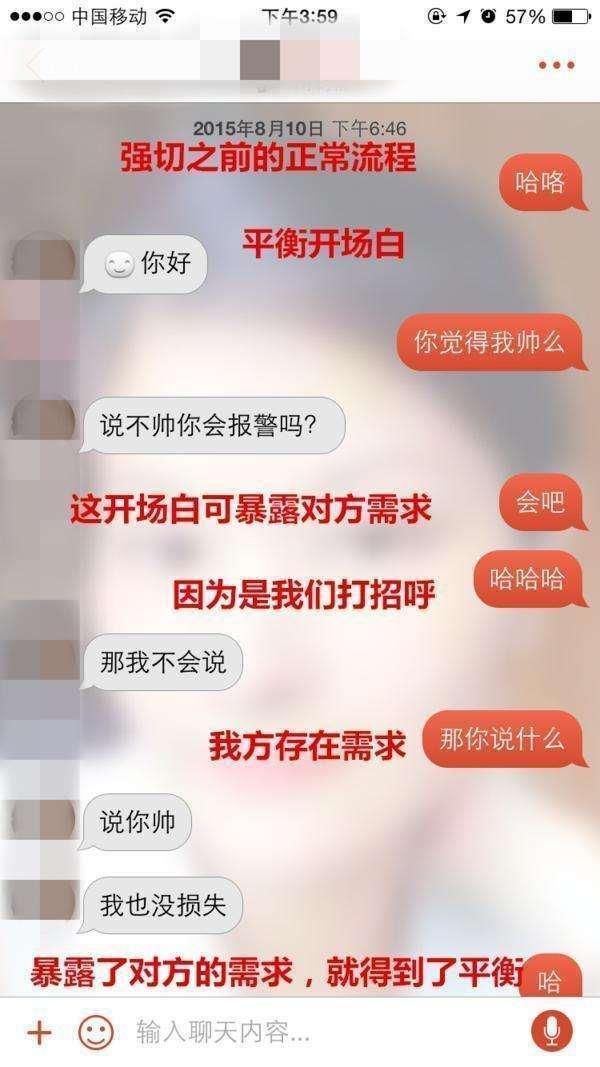 中国移动 下午3:59 57%
2015年8月10日 下午6:46
强切之前的正常流程
哈咯
平衡开场白
你好
你觉得我帅么
说不帅你会报警吗?
这开场白可暴露对方需求
会吧
哈哈哈
因为是我们打招呼
那我不会说
我方存在需求
那你说什么
说你帅
我也没损失
暴露了对方的需求，就得到了平衡
哈
输入聊天内容...